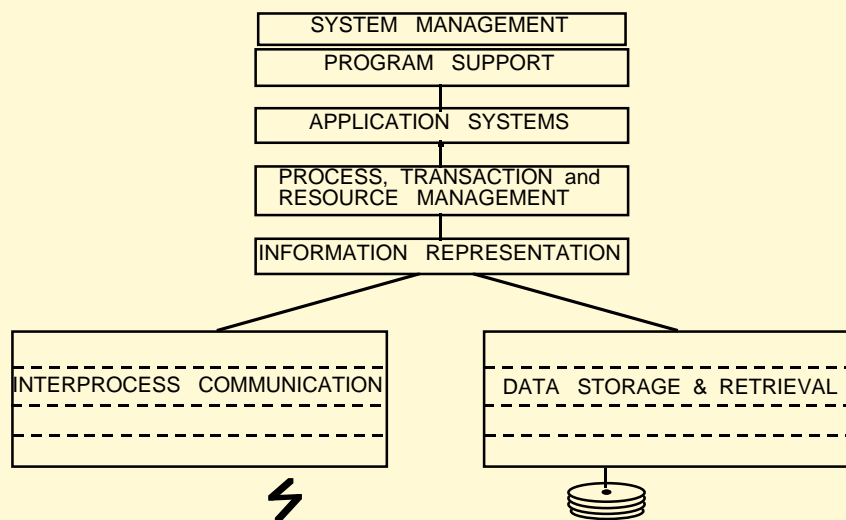 SYSTEM MANAGEMENT
PROGRAM SUPPORT
APPLICATION SYSTEMS
PROCESS, TRANSACTION and
RESOURCE MANAGEMENT
INFORMATION REPRESENTATION
INTERPROCESS COMMUNICATION
DATA STORAGE & RETRIEVAL